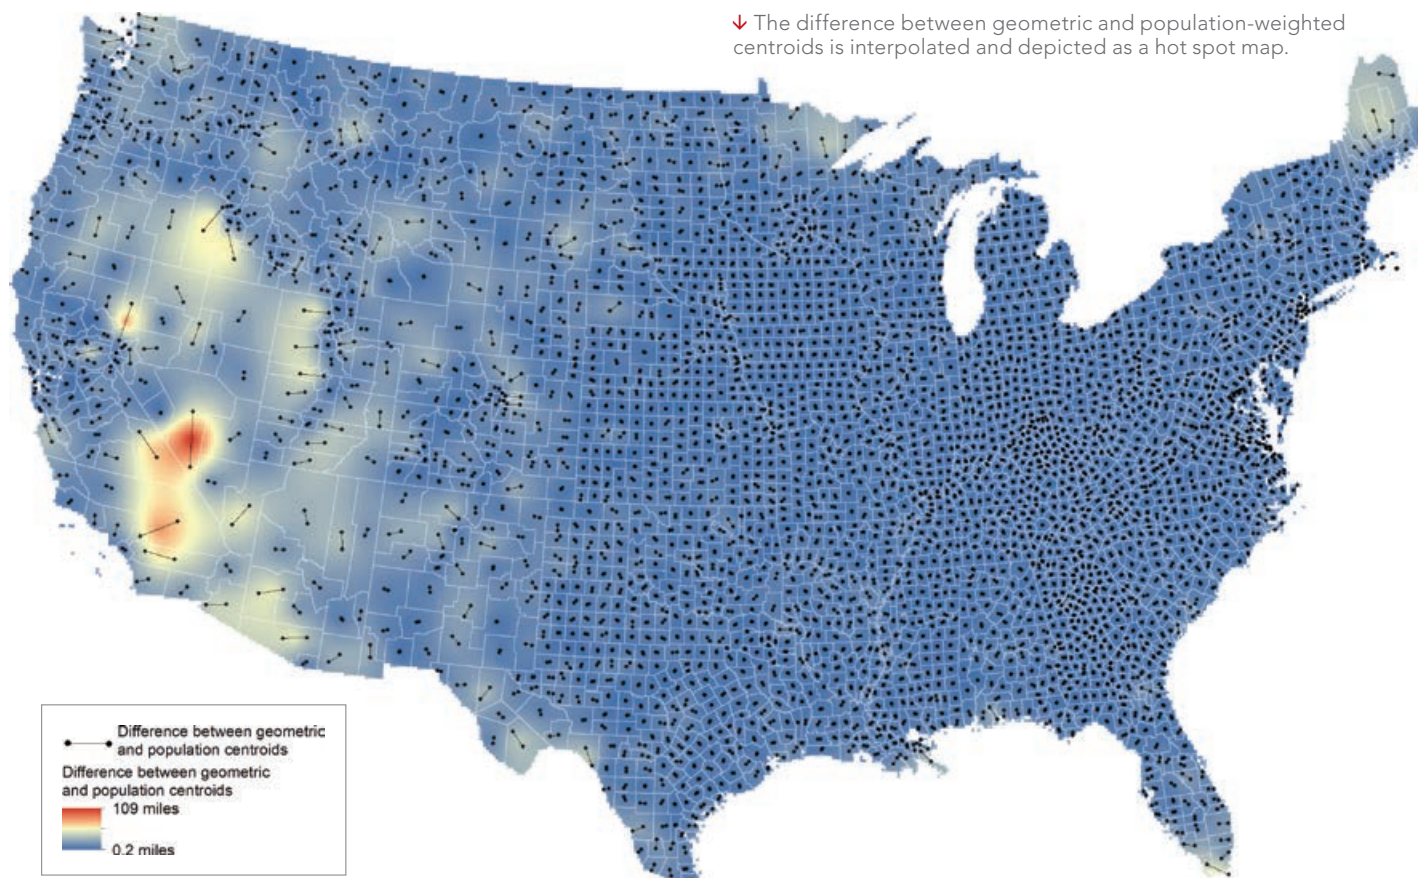 ↓ The difference between geometric and population-weighted
centroids is interpolated and depicted as a hot spot map.
Difference between geometric
and population centroids
Difference between geometric
and population centroids
109 miles
0.2 miles